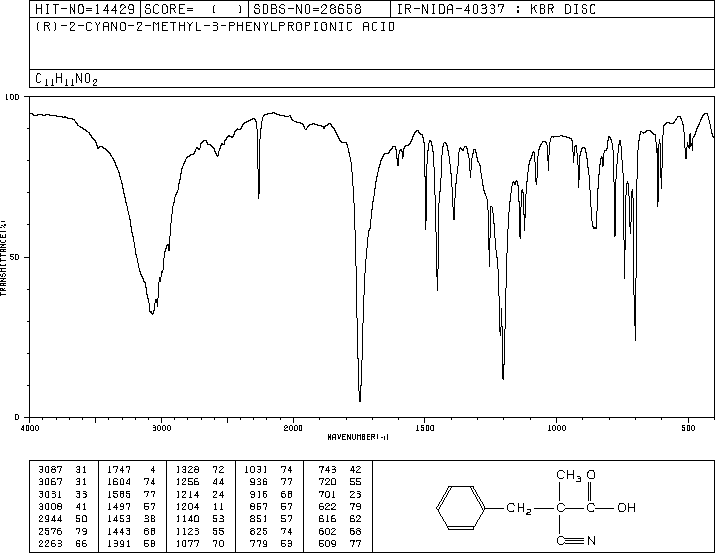 HIT-NO=14429 SCORE= ( ) SDBS-NO=28658 IR-NIDA-40337 : KBR DISC
(R)-2-CYANO-2-METHYL-3-PHENYLPROPIONIC ACID
C11H11NO2
100
50
0
TRANSMITTANCE(%)
4000 3000 2000 1500 1000 500
WAVENUMBER(-1)
3087 31 1747 4 1328 72 1031 74 743 42
3067 31 1604 74 1256 44 936 77 720 55
3031 33 1585 77 1214 24 916 68 701 23
3008 41 1497 57 1204 11 867 57 622 79
2944 50 1453 38 1140 53 851 57 616 62
2576 79 1443 68 1123 55 825 74 602 68
2263 66 1391 58 1077 70 779 53 509 77
CH3 O
CH2 C C OH
C N